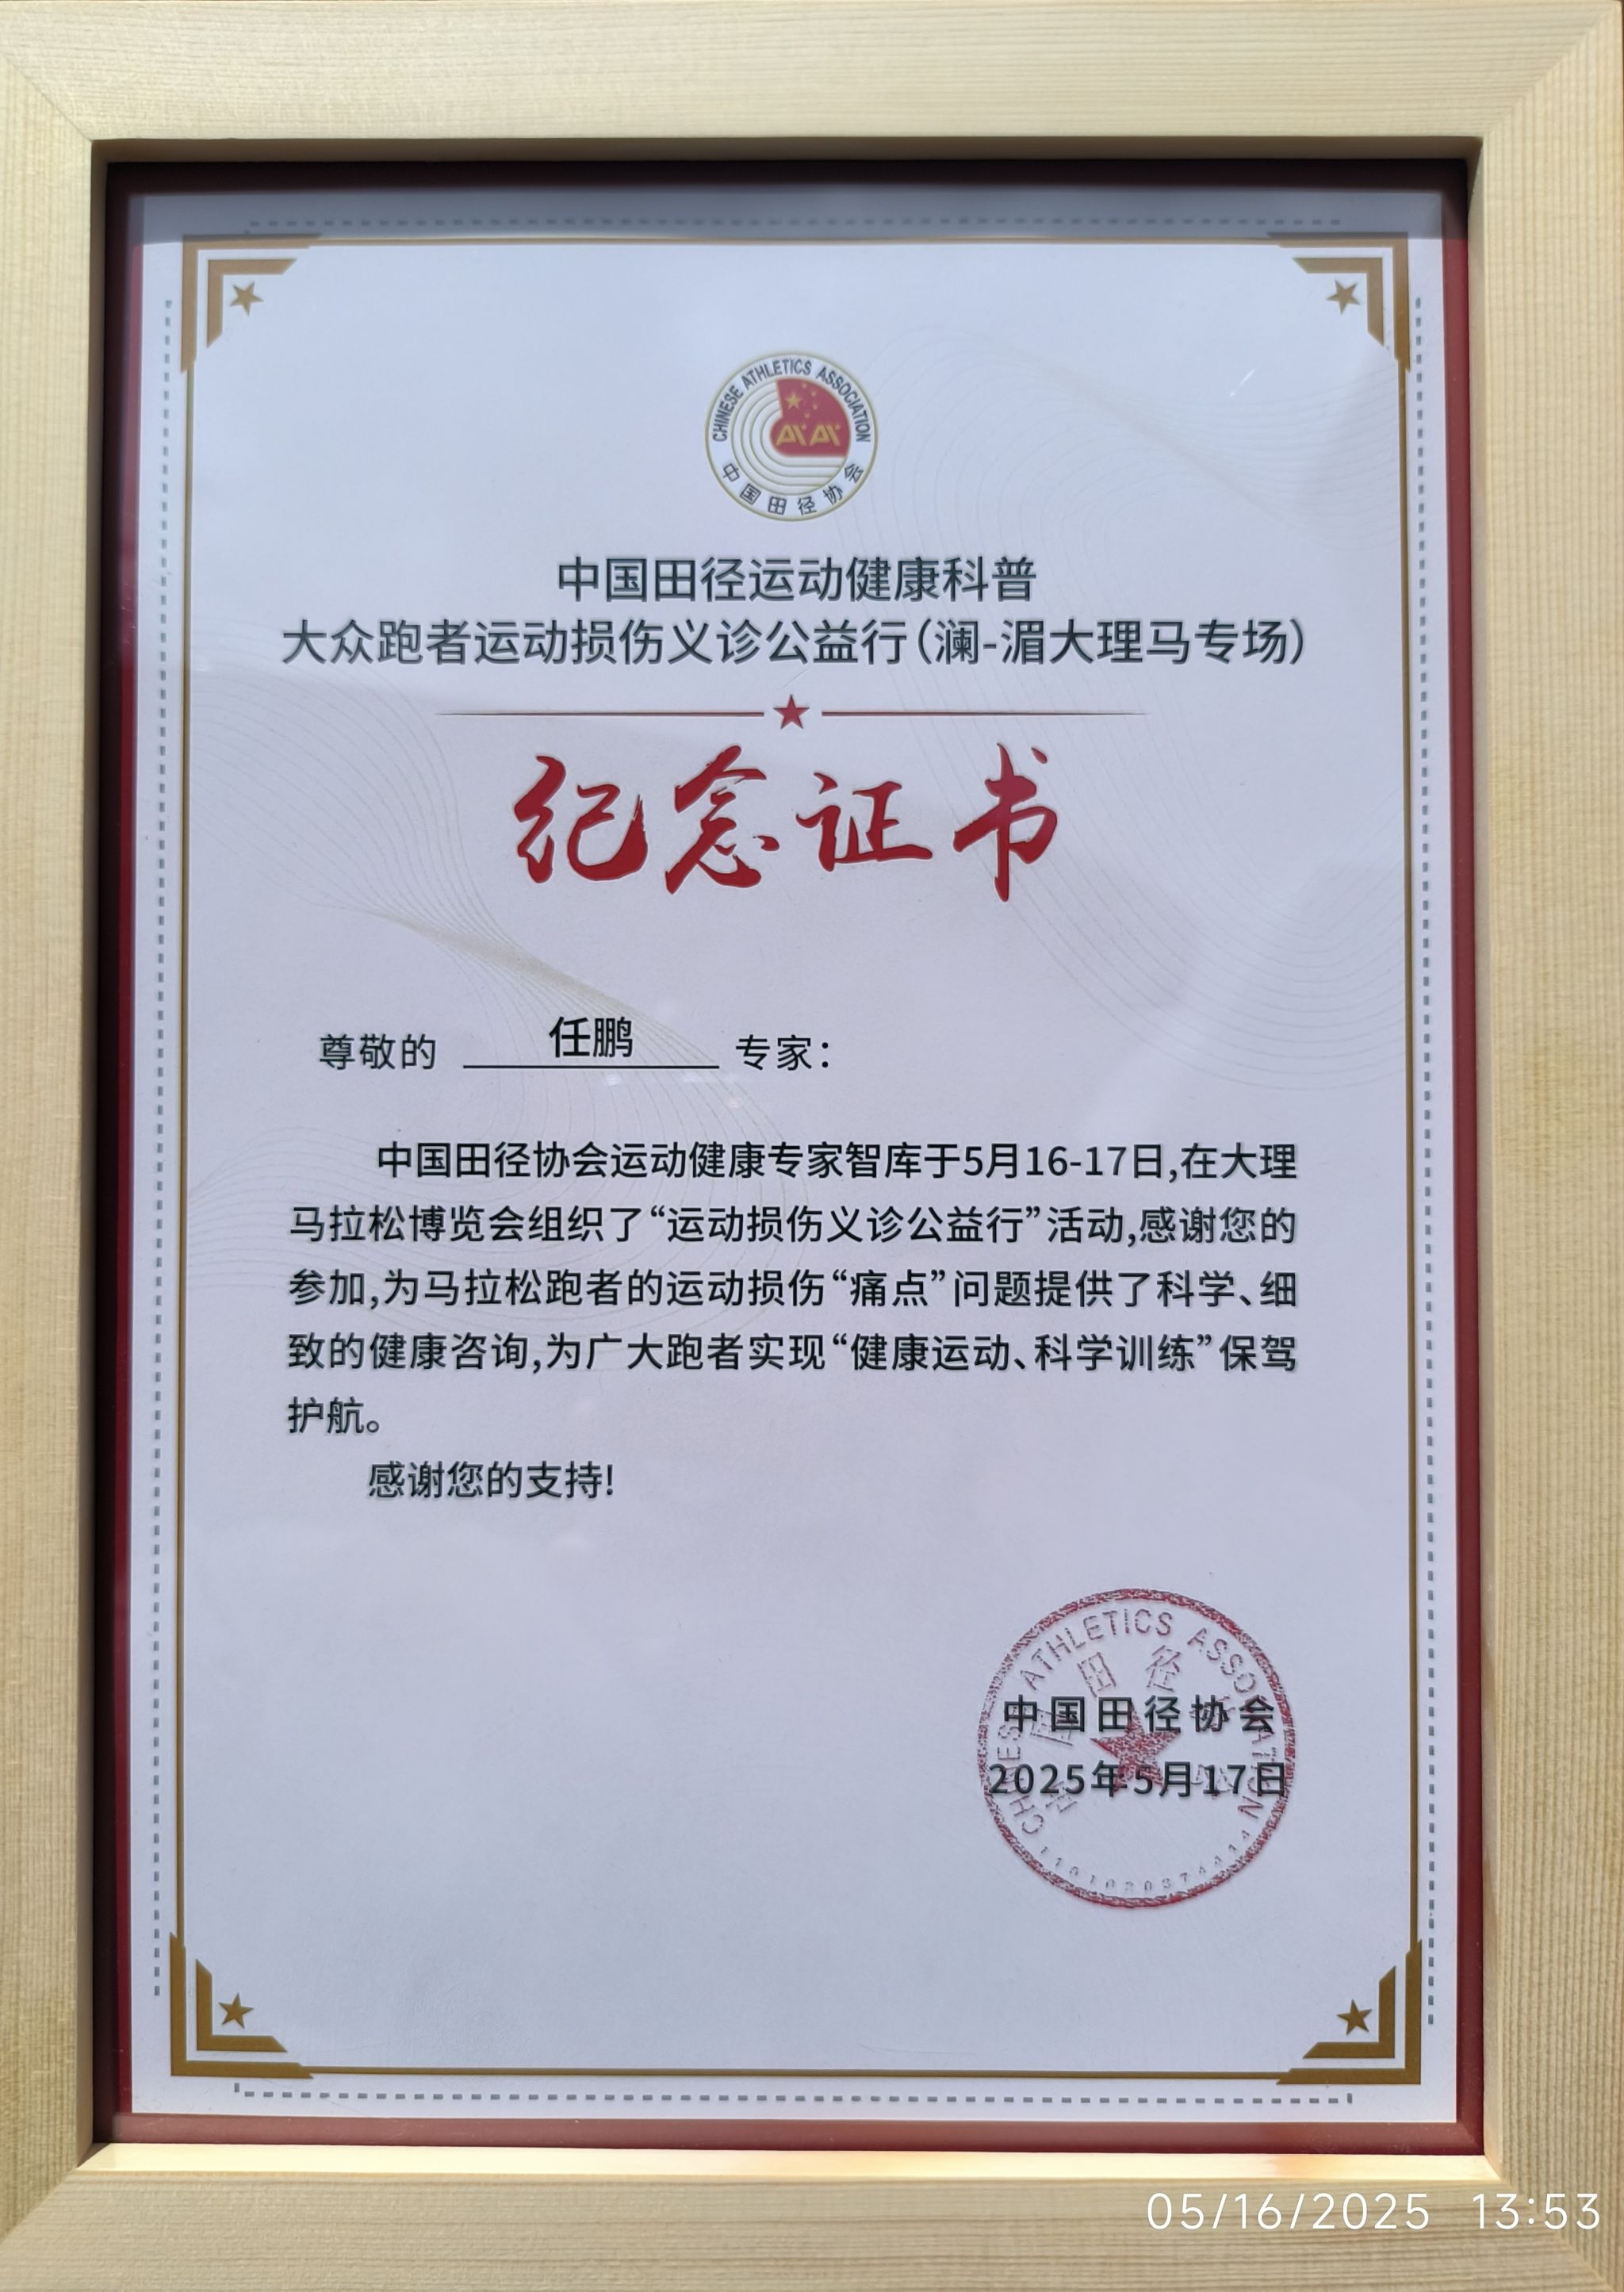 CHINESE ATHLETICS ASSOCIATION
中国田径协会
中国田径运动健康科普
大众跑者运动损伤义诊公益行(澜-湄大理马专场)
纪念证书
尊敬的 任鹏 专家:
中国田径协会运动健康专家智库于5月16-17日,在大理
马拉松博览会组织了“运动损伤义诊公益行”活动,感谢您的
参加,为马拉松跑者的运动损伤“痛点”问题提供了科学、细
致的健康咨询,为广大跑者实现“健康运动、科学训练”保驾
护航。
感谢您的支持!
CHINESE ATHLETICS ASSOCIATION
中国田径协会
2025年5月17日
05/16/2025 13:53